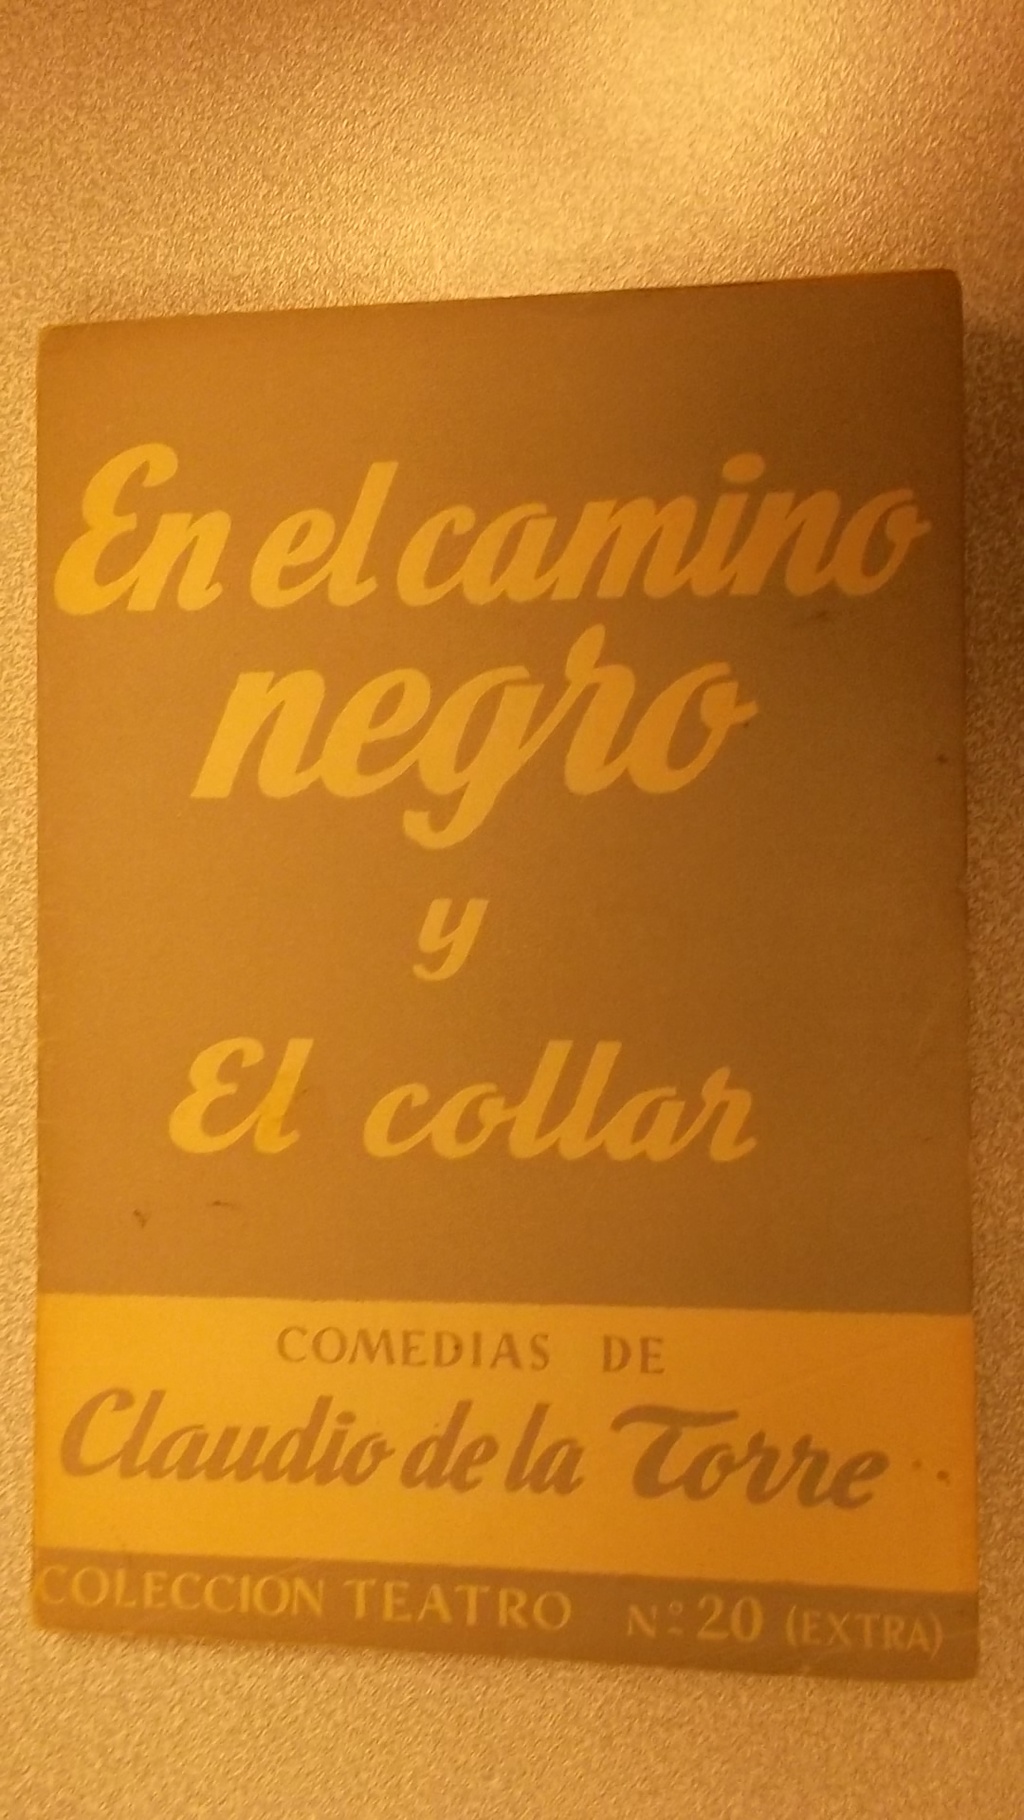 En el camino
negro
y
El collar
COMEDIAS DE
Claudio de la Torre
COLECCION TEATRO Nº 20 (EXTRA)